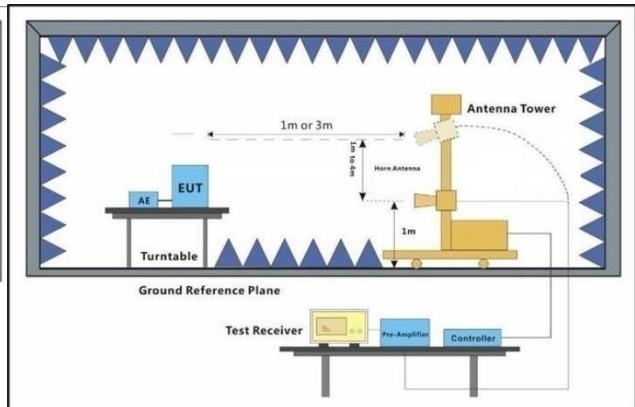 1m or 3m
Antenna Tower
1m to 4m
Horn Antenna
EUT
AE
1m
Turntable
Ground Reference Plane
Test Receiver
Pre-Amplifier
Controller